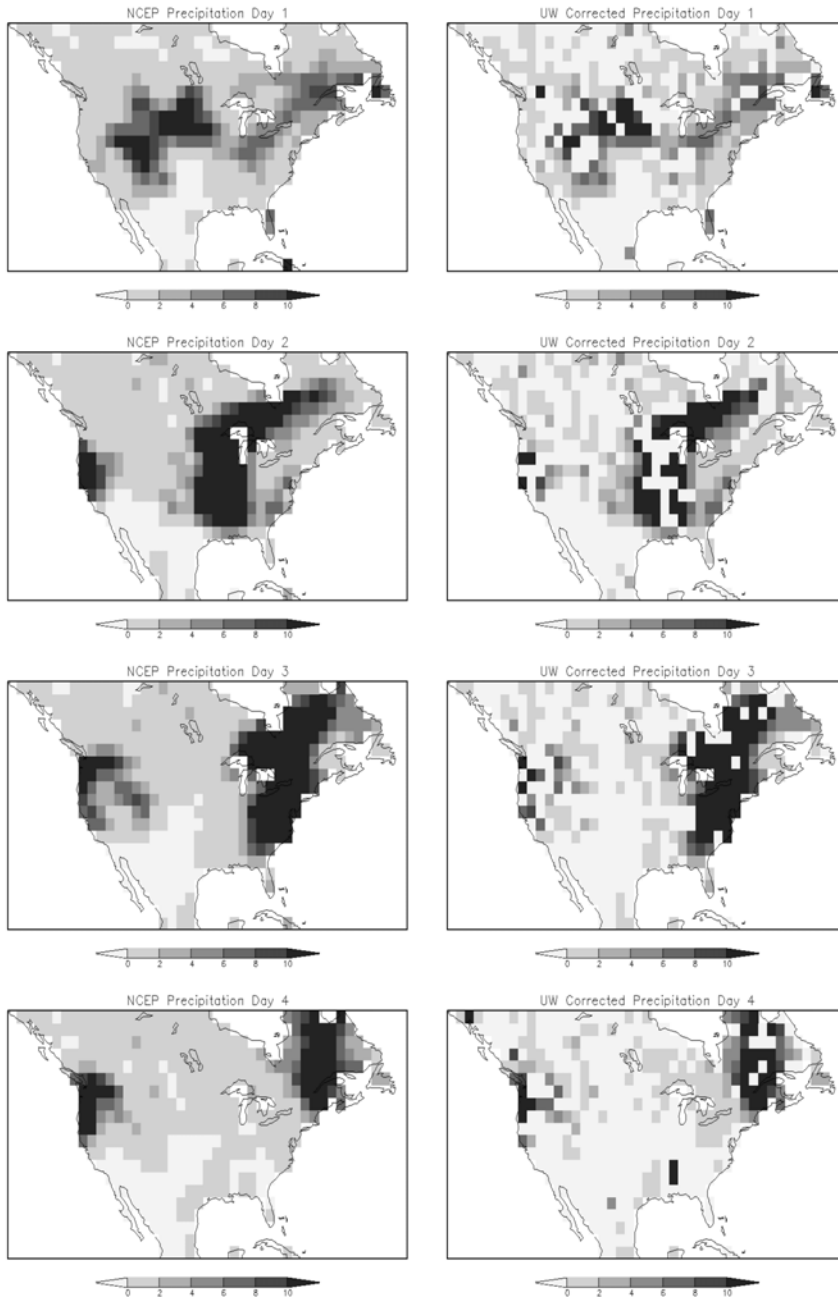 NCEP Precipitation Day 1
UW Corrected Precipitation Day 1
0 2 4 6 8 10
0 2 4 6 8 10
NCEP Precipitation Day 2
UW Corrected Precipitation Day 2
0 2 4 6 8 10
0 2 4 6 8 10
NCEP Precipitation Day 3
UW Corrected Precipitation Day 3
0 2 4 6 8 10
0 2 4 6 8 10
NCEP Precipitation Day 4
UW Corrected Precipitation Day 4
0 2 4 6 8 10
0 2 4 6 8 10